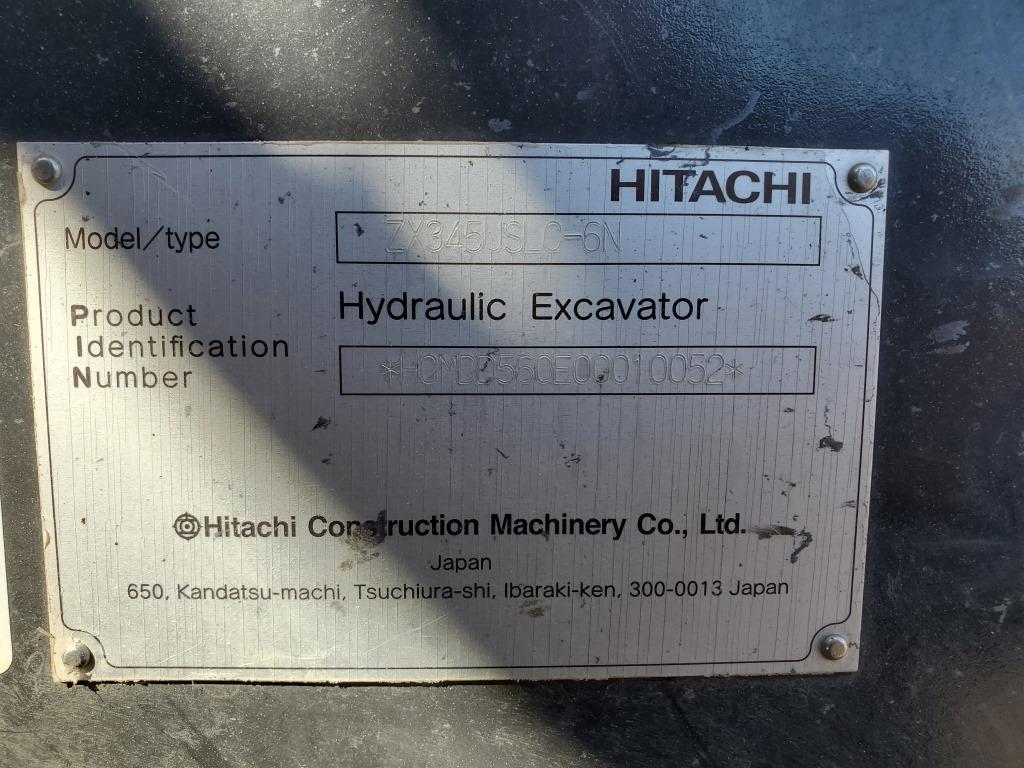 HITACHI
Model/type ZX345USLC-6N
Hydraulic Excavator
Product
Identification
Number *HCMDD560E00010052*
Hitachi Construction Machinery Co., Ltd.
Japan
650, Kandatsu-machi, Tsuchiura-shi, Ibaraki-ken, 300-0013 Japan